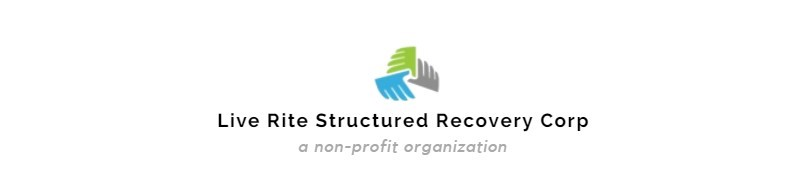 Live Rite Structured Recovery Corp
a non-profit organization